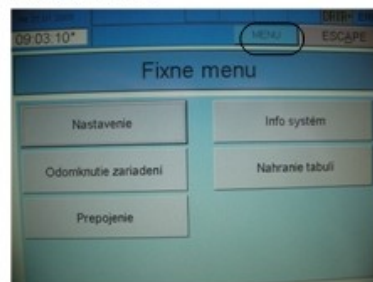 09:03:10*
MENU
ESCAPE
Fixne menu
Nastavenie
Info systém
Odomknutie zariadení
Nahranie tabulí
Prepojenie